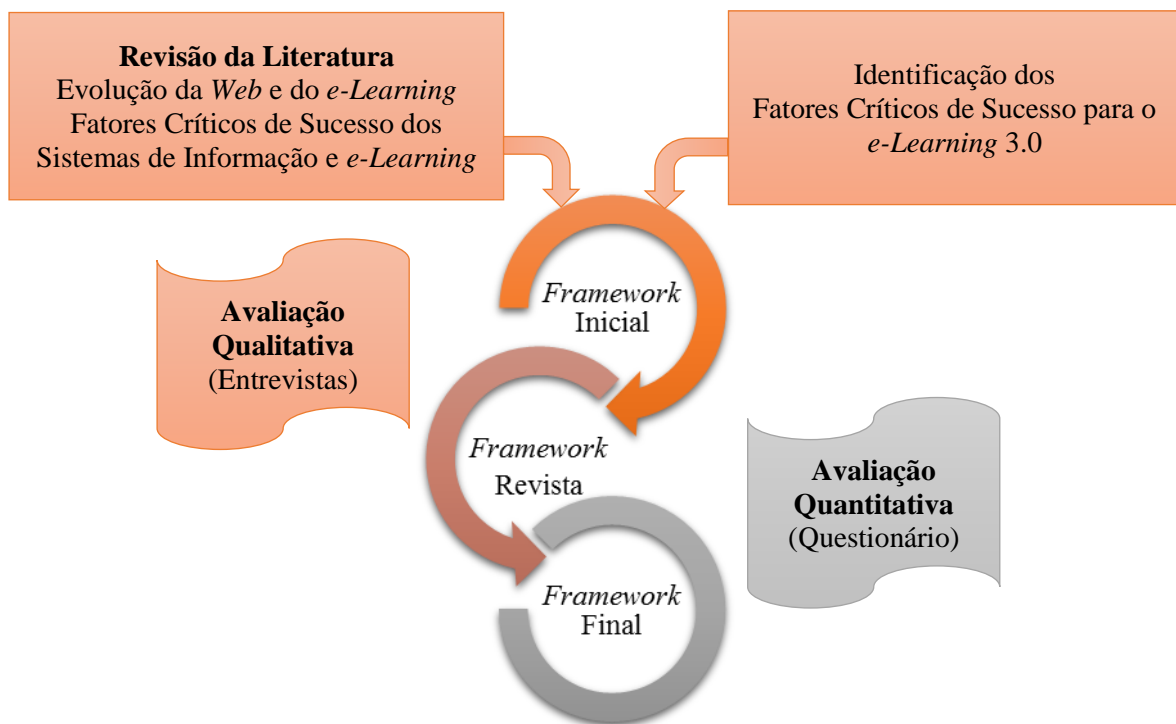 Revisão da Literatura
Evolução da Web e do e-Learning
Fatores Críticos de Sucesso dos
Sistemas de Informação e e-Learning
Identificação dos
Fatores Críticos de Sucesso para o
e-Learning 3.0
Framework
Inicial
Avaliação
Qualitativa
(Entrevistas)
Framework
Revista
Avaliação
Quantitativa
(Questionário)
Framework
Final